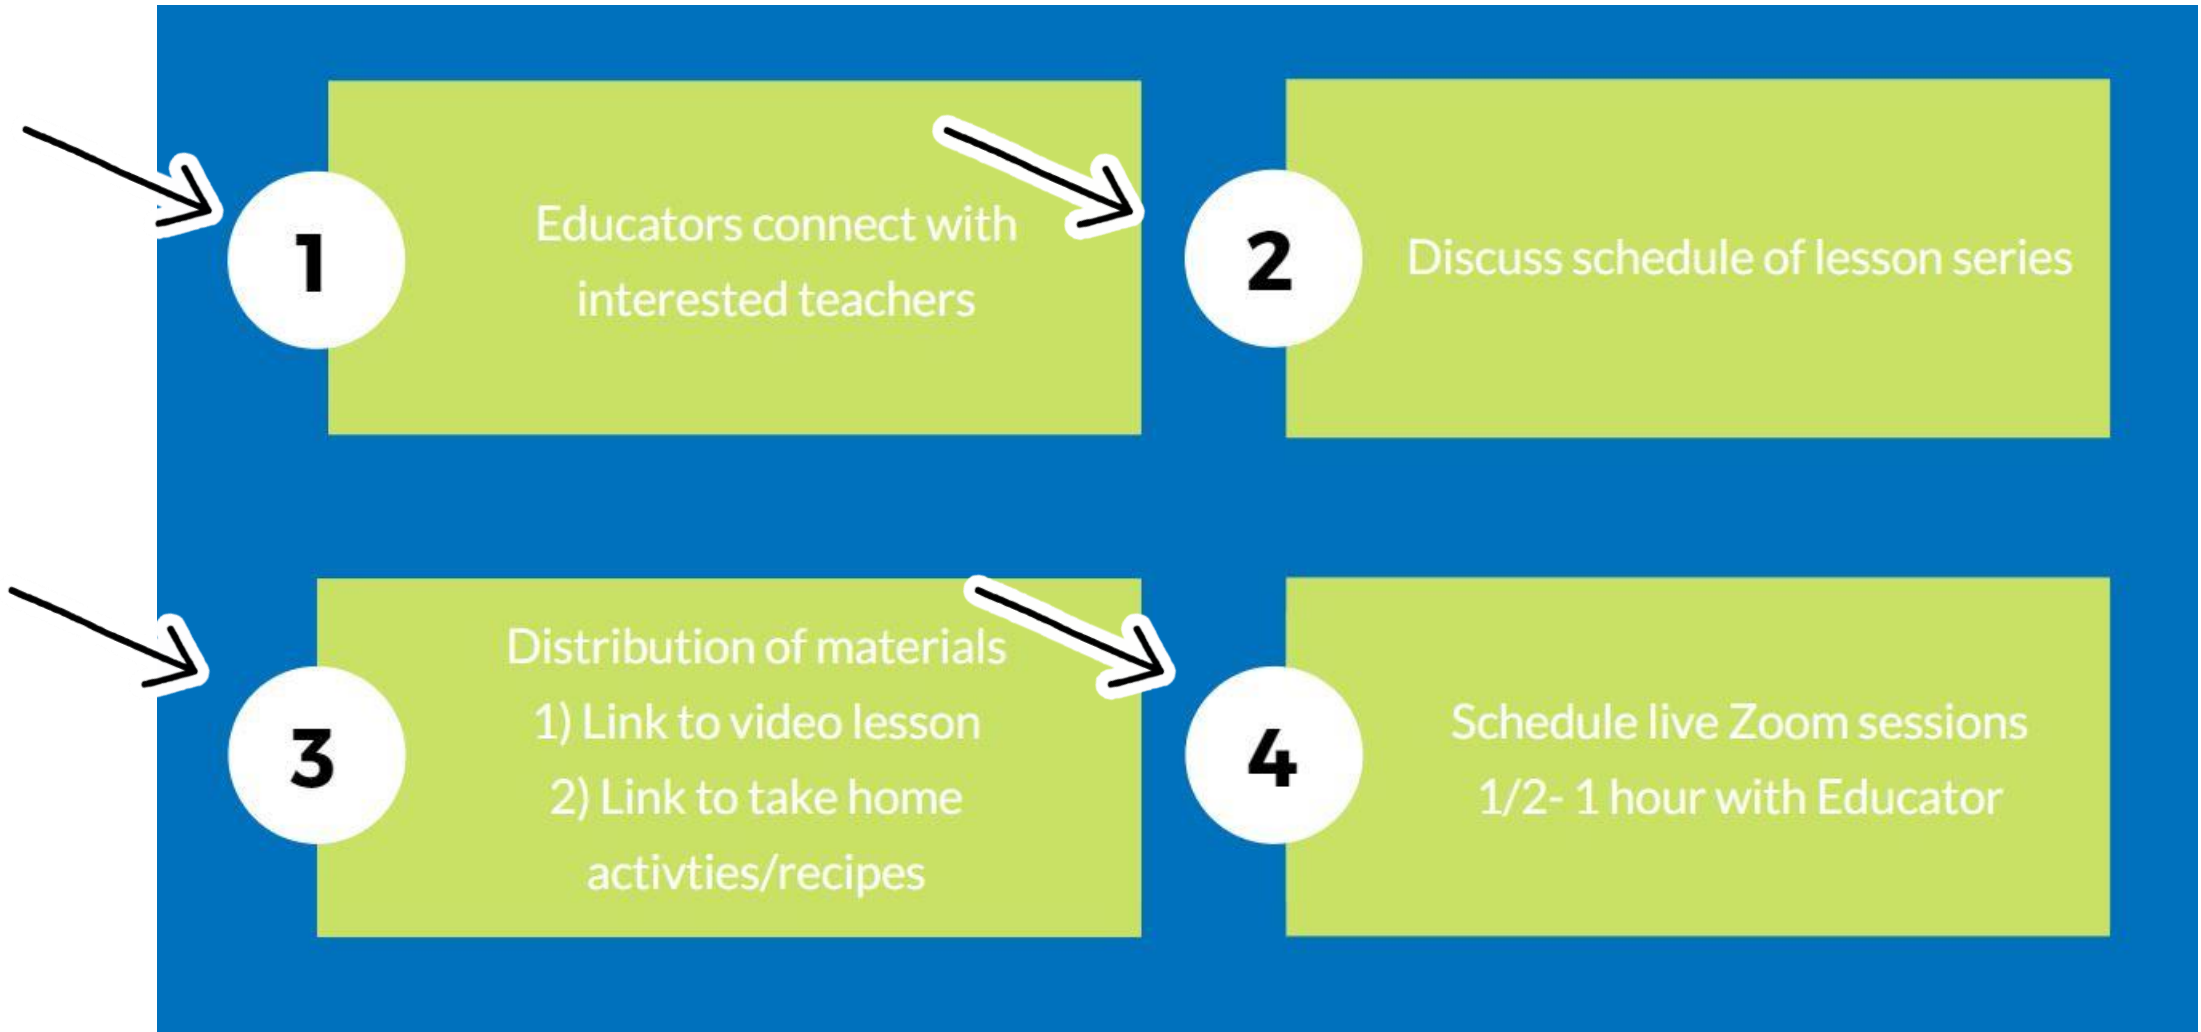 1
Educators connect with
interested teachers
2
Discuss schedule of lesson series
3
Distribution of materials
1) Link to video lesson
2) Link to take home
activties/recipes
4
Schedule live Zoom sessions
1/2- 1 hour with Educator